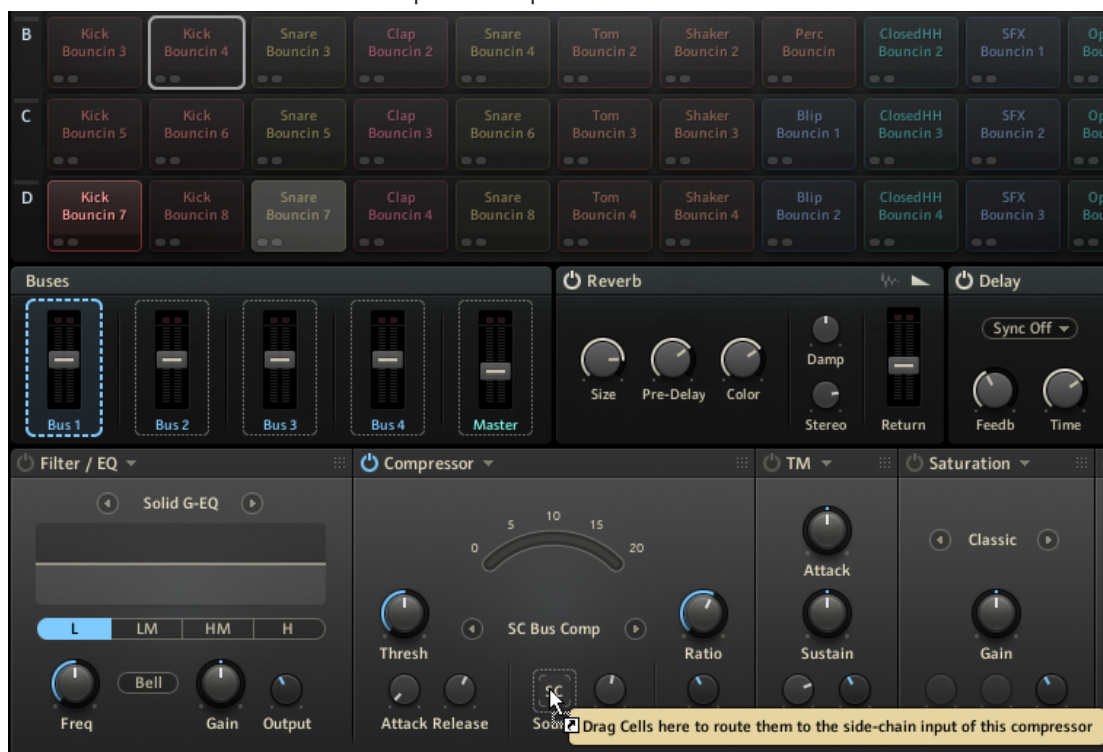 B
Kick Bouncin 3
Kick Bouncin 4
Snare Bouncin 3
Clap Bouncin 2
Snare Bouncin 4
Tom Bouncin 2
Shaker Bouncin 2
Perc Bouncin
ClosedHH Bouncin 2
SFX Bouncin 1
C
Kick Bouncin 5
Kick Bouncin 6
Snare Bouncin 5
Clap Bouncin 3
Snare Bouncin 6
Tom Bouncin 3
Shaker Bouncin 3
Blip Bouncin 1
ClosedHH Bouncin 3
SFX Bouncin 2
D
Kick Bouncin 7
Kick Bouncin 8
Snare Bouncin 7
Clap Bouncin 4
Snare Bouncin 8
Tom Bouncin 4
Shaker Bouncin 4
Blip Bouncin 2
ClosedHH Bouncin 4
SFX Bouncin 3
Buses
Bus 1
Bus 2
Bus 3
Bus 4
Master
Reverb
Size
Pre-Delay
Color
Damp
Stereo
Return
Delay
Sync Off
Feedb
Time
Filter / EQ
Solid G-EQ
L LM HM H
Bell
Freq
Gain
Output
Compressor
0 5 10 15 20
SC Bus Comp
Thresh
Ratio
Attack
Release
SC
Drag Cells here to route them to the side-chain input of this compressor
TM
Attack
Sustain
Saturation
Classic
Gain